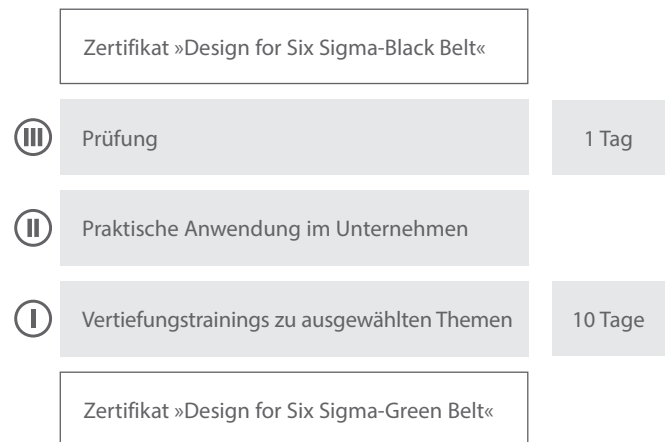 Zertifikat »Design for Six Sigma-Black Belt«
III Prüfung 1 Tag
II Praktische Anwendung im Unternehmen
I Vertiefungstrainings zu ausgewählten Themen 10 Tage
Zertifikat »Design for Six Sigma-Green Belt«